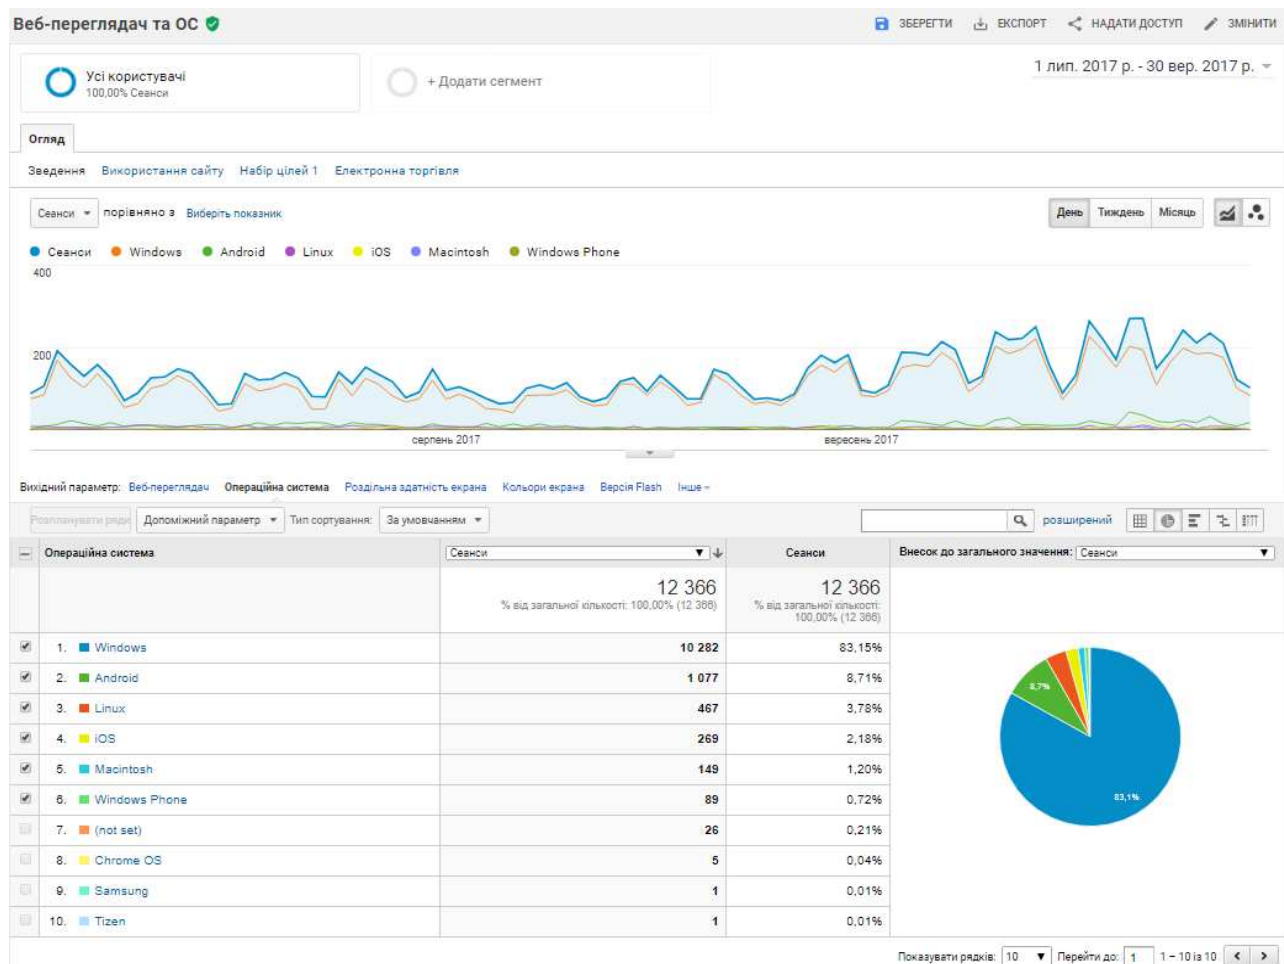 Веб-переглядач та ОС
ЗБЕРЕГТИ ЕКСПОРТ НАДАТИ ДОСТУП ЗМІНИТИ
Усі користувачі
100,00% Сеанси
+ Додати сегмент
1 лип. 2017 р. - 30 вер. 2017 р.
Огляд
Зведення Використання сайту Набір цілей 1 Електронна торгівля
Сеанси порівняно з Виберіть показник
День Тиждень Місяць
Сеанси Windows Android Linux iOS Macintosh Windows Phone
400
200
серпень 2017 вересень 2017
Вихідний параметр: Веб-переглядач Операційна система Роздільна здатність екрана Кольори екрана Версія Flash Інше
Розпланувати ряди Допоміжний параметр Тип сортування: За умовчанням розширений
Операційна система Сеанси Сеанси Внесок до загального значення: Сеанси
12 366 12 366
% від загальної кількості: 100,00% (12 366) % від загальної кількості:
100,00% (12 366)
1. Windows 10 282 83,15%
2. Android 1 077 8,71%
3. Linux 467 3,78%
4. iOS 269 2,18%
5. Macintosh 149 1,20%
6. Windows Phone 89 0,72%
7. (not set) 26 0,21%
8. Chrome OS 5 0,04%
9. Samsung 1 0,01%
10. Tizen 1 0,01%
8,7%
83,1%
Показувати рядків: 10 Перейти до: 1 1 – 10 із 10